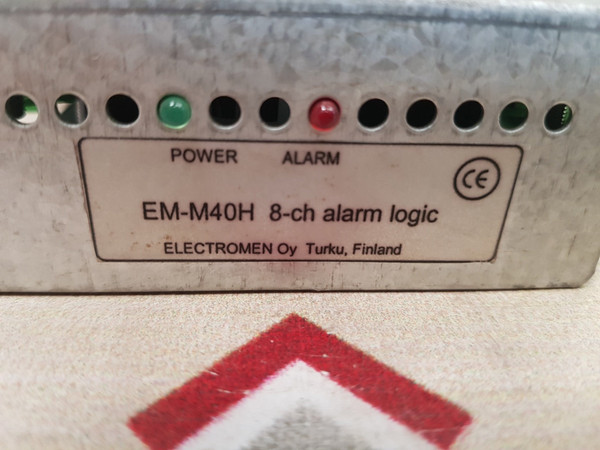 POWER ALARM
CE
EM-M40H 8-ch alarm logic
ELECTROMEN Oy Turku, Finland